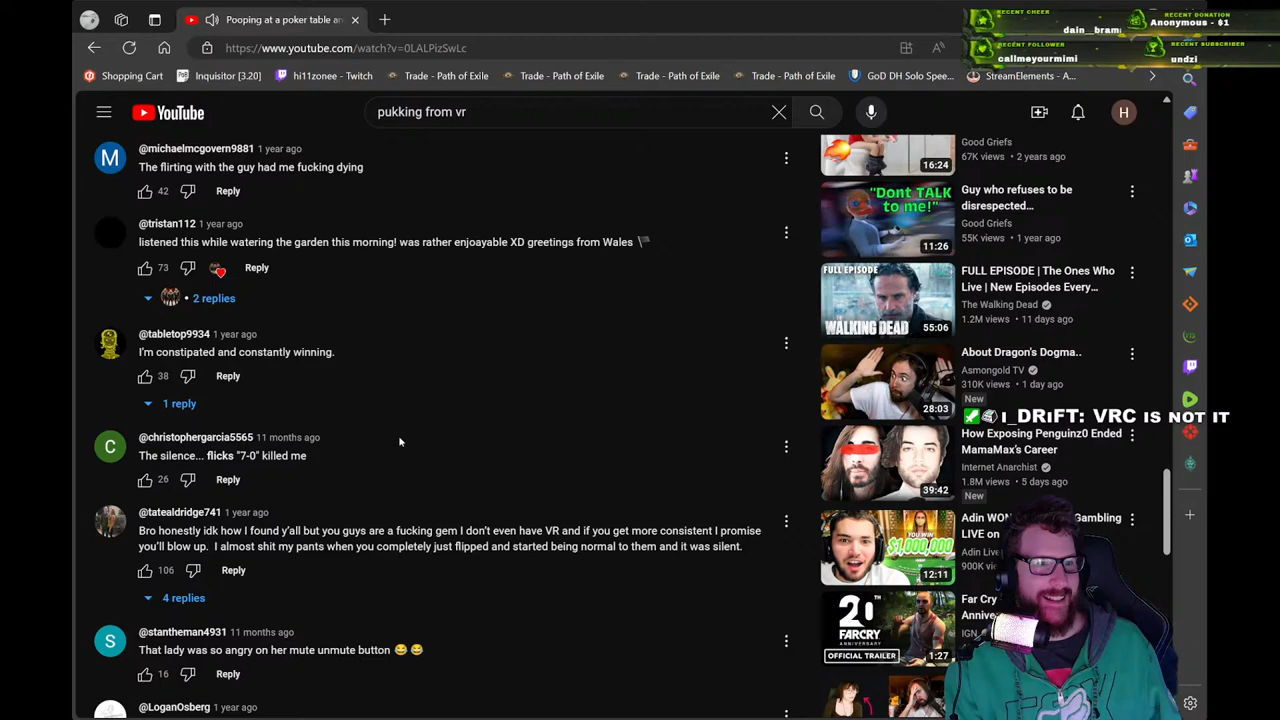 Pooping at a poker table an
RECENT CHEER
dain__bram
RECENT DONATION
Anonymous - $1
RECENT FOLLOWER
callmeyourmimi
RECENT SUBSCRIBER
undzi
https://www.youtube.com/watch?v=0LALPizSwLc
Shopping Cart
Inquisitor [3.20]
hi11zonee - Twitch
Trade - Path of Exile
Trade - Path of Exile
Trade - Path of Exile
Trade - Path of Exile
GoD DH Solo Spee...
StreamElements - A...
YouTube
pukking from vr
H
M
@michaelmcgovern9881 1 year ago
The flirting with the guy had me fucking dying
42 Reply
@tristan112 1 year ago
listened this while watering the garden this morning! was rather enjoayable XD greetings from Wales 🏴
73 Reply
• 2 replies
@tabletop9934 1 year ago
I'm constipated and constantly winning.
38 Reply
1 reply
C
@christophergarcia5565 11 months ago
The silence... flicks "7-0" killed me
26 Reply
@tatealdridge741 1 year ago
Bro honestly idk how I found y'all but you guys are a fucking gem I don't even have VR and if you get more consistent I promise
you'll blow up. I almost shit my pants when you completely just flipped and started being normal to them and it was silent.
106 Reply
4 replies
S
@stantheman4931 11 months ago
That lady was so angry on her mute unmute button 😂😂
16 Reply
@LoganOsberg 1 year ago
16:24
Good Griefs
67K views • 2 years ago
"Dont TALK
to me!"
11:26
Guy who refuses to be
disrespected...
Good Griefs
55K views • 1 year ago
FULL EPISODE
THE
WALKING DEAD
55:06
FULL EPISODE | The Ones Who
Live | New Episodes Every...
The Walking Dead
1.2M views • 11 days ago
28:03
About Dragon's Dogma..
Asmongold TV
310K views • 1 day ago
New
I_DRIFT: VRC IS NOT IT
39:42
How Exposing Penguinz0 Ended
MamaMax's Career
Internet Anarchist
1.8M views • 5 days ago
New
YOU WIN
$1,000,000
12:11
Adin WON
Gambling
LIVE on
Adin Live
900K
20
FARCRY
ANNIVERSARY
OFFICIAL TRAILER
1:27
Far Cry
Annive
IGN